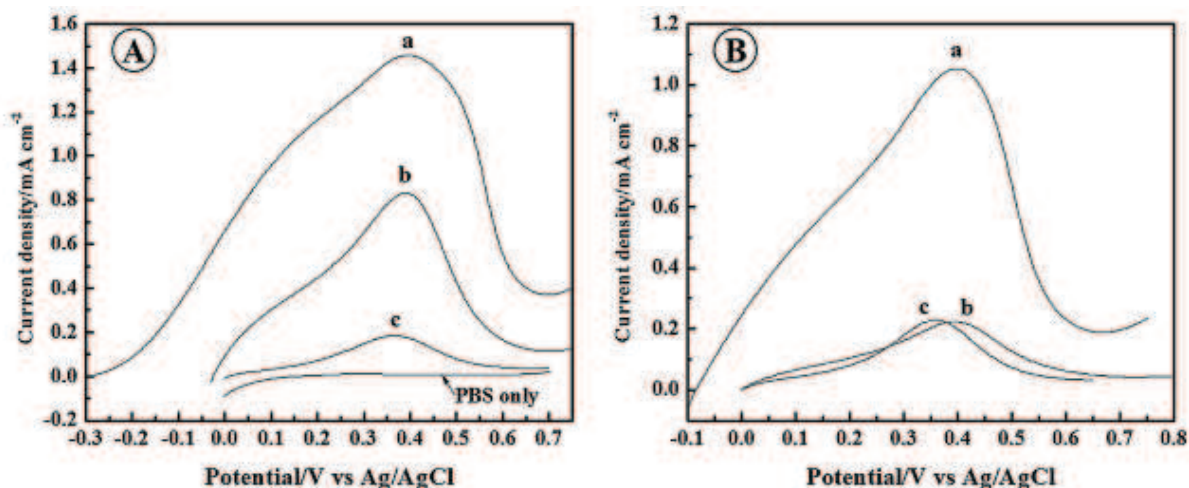 A
a
b
c
PBS only
1.6
1.4
1.2
1.0
0.8
0.6
0.4
0.2
0.0
-0.2
-0.3 -0.2 -0.1 0.0 0.1 0.2 0.3 0.4 0.5 0.6 0.7
Current density/mA cm-2
Potential/V vs Ag/AgCl
B
a
c b
1.2
1.0
0.8
0.6
0.4
0.2
0.0
-0.1 0.0 0.1 0.2 0.3 0.4 0.5 0.6 0.7 0.8
Current density/mA cm-2
Potential/V vs Ag/AgCl